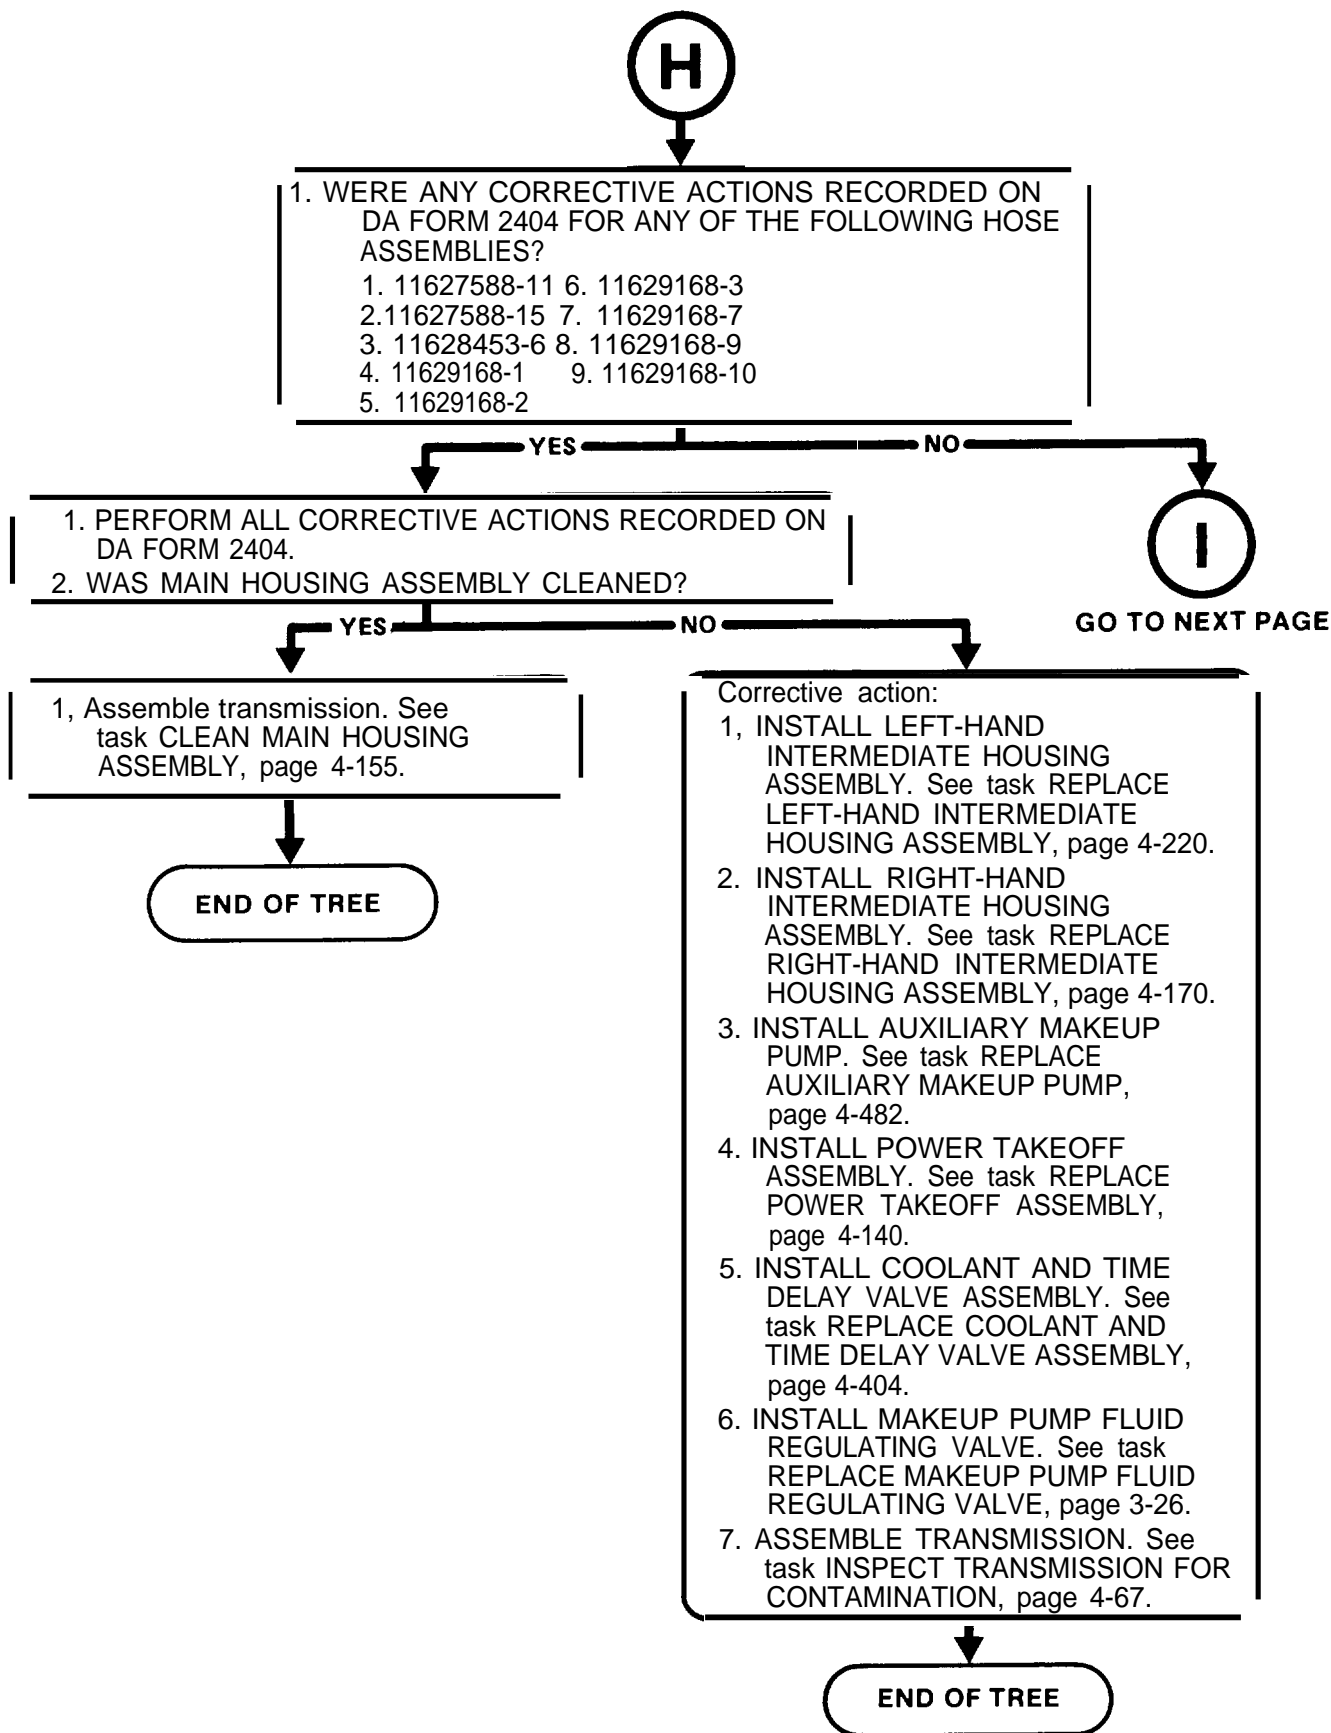 H
1. WERE ANY CORRECTIVE ACTIONS RECORDED ON
DA FORM 2404 FOR ANY OF THE FOLLOWING HOSE
ASSEMBLIES?
1. 11627588-11 6. 11629168-3
2.11627588-15 7. 11629168-7
3. 11628453-6 8. 11629168-9
4. 11629168-1 9. 11629168-10
5. 11629168-2
YES
NO
1. PERFORM ALL CORRECTIVE ACTIONS RECORDED ON
DA FORM 2404.
2. WAS MAIN HOUSING ASSEMBLY CLEANED?
I
GO TO NEXT PAGE
YES
NO
1, Assemble transmission. See
task CLEAN MAIN HOUSING
ASSEMBLY, page 4-155.
END OF TREE
Corrective action:
1, INSTALL LEFT-HAND
INTERMEDIATE HOUSING
ASSEMBLY. See task REPLACE
LEFT-HAND INTERMEDIATE
HOUSING ASSEMBLY, page 4-220.
2. INSTALL RIGHT-HAND
INTERMEDIATE HOUSING
ASSEMBLY. See task REPLACE
RIGHT-HAND INTERMEDIATE
HOUSING ASSEMBLY, page 4-170.
3. INSTALL AUXILIARY MAKEUP
PUMP. See task REPLACE
AUXILIARY MAKEUP PUMP,
page 4-482.
4. INSTALL POWER TAKEOFF
ASSEMBLY. See task REPLACE
POWER TAKEOFF ASSEMBLY,
page 4-140.
5. INSTALL COOLANT AND TIME
DELAY VALVE ASSEMBLY. See
task REPLACE COOLANT AND
TIME DELAY VALVE ASSEMBLY,
page 4-404.
6. INSTALL MAKEUP PUMP FLUID
REGULATING VALVE. See task
REPLACE MAKEUP PUMP FLUID
REGULATING VALVE, page 3-26.
7. ASSEMBLE TRANSMISSION. See
task INSPECT TRANSMISSION FOR
CONTAMINATION, page 4-67.
END OF TREE